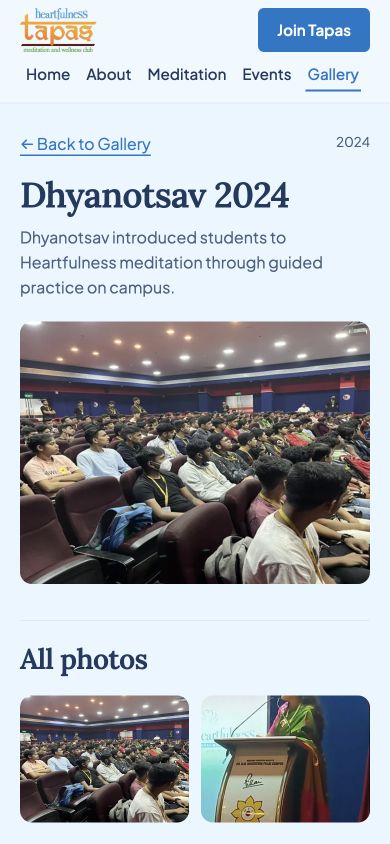 heartfulness
tapas
meditation and wellness club
Join Tapas
Home About Meditation Events Gallery
← Back to Gallery
2024
Dhyanotsav 2024
Dhyanotsav introduced students to
Heartfulness meditation through guided
practice on campus.
All photos
heartfulness